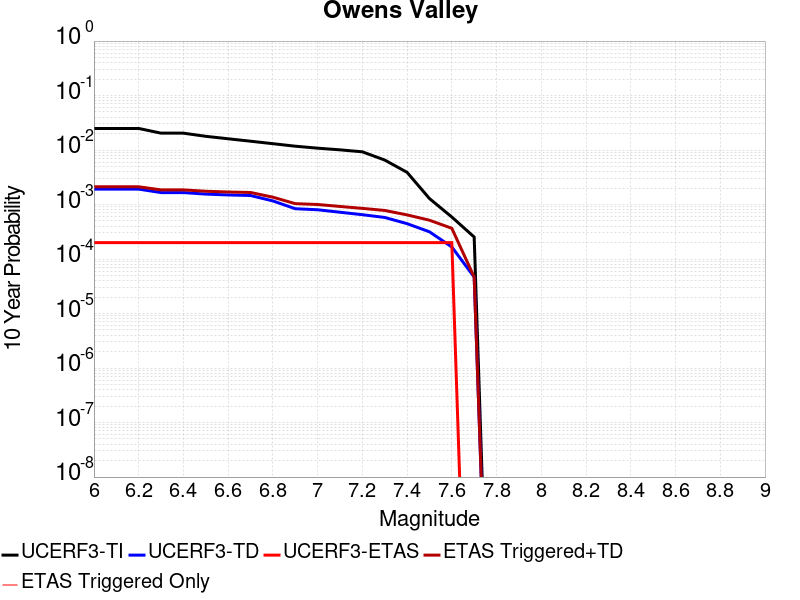 Owens Valley
10 Year Probability
10^0
10^-1
10^-2
10^-3
10^-4
10^-5
10^-6
10^-7
10^-8
6 6.2 6.4 6.6 6.8 7 7.2 7.4 7.6 7.8 8 8.2 8.4 8.6 8.8 9
Magnitude
UCERF3-TI UCERF3-TD UCERF3-ETAS ETAS Triggered+TD
ETAS Triggered Only